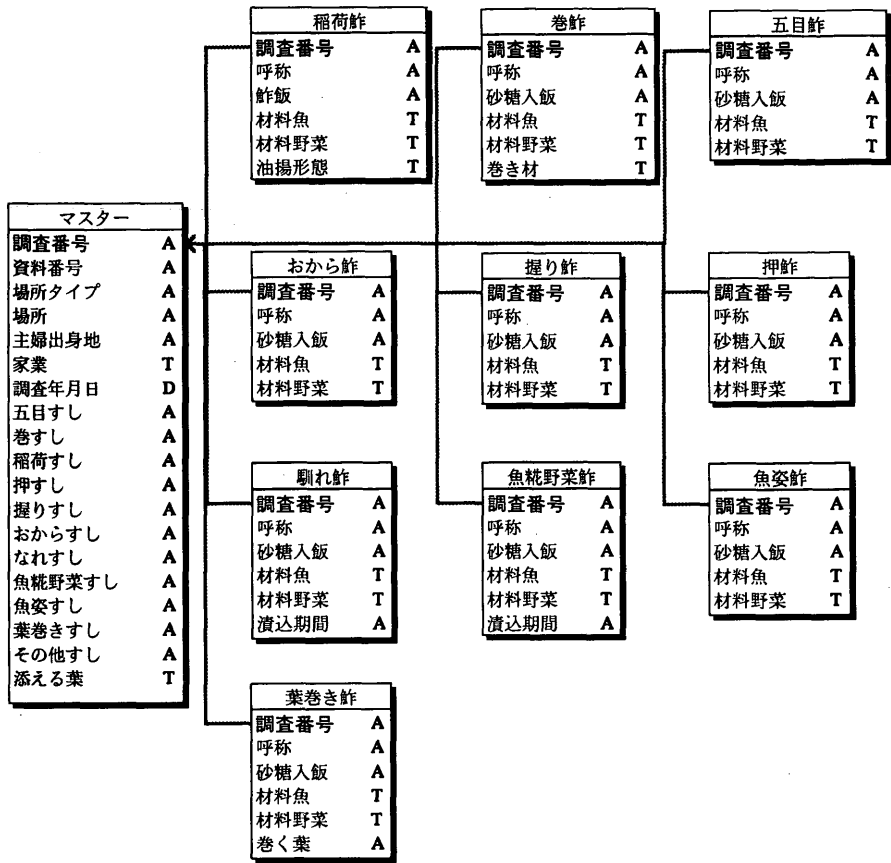 稲荷鮓
調査番号 A
呼称 A
鮓飯 A
材料魚 T
材料野菜 T
油揚形態 T
巻鮓
調査番号 A
呼称 A
砂糖入飯 A
材料魚 T
材料野菜 T
巻き材 T
五目鮓
調査番号 A
呼称 A
砂糖入飯 A
材料魚 T
材料野菜 T
マスター
調査番号 A
資料番号 A
場所タイプ A
場所 A
主婦出身地 A
家業 T
調査年月日 D
五目すし A
巻すし A
稲荷すし A
押すし A
握りすし A
おからすし A
なれすし A
魚糀野菜すし A
魚姿すし A
葉巻きすし A
その他すし A
添える葉 T
おから鮓
調査番号 A
呼称 A
砂糖入飯 A
材料魚 T
材料野菜 T
握り鮓
調査番号 A
呼称 A
砂糖入飯 A
材料魚 T
材料野菜 T
押鮓
調査番号 A
呼称 A
砂糖入飯 A
材料魚 T
材料野菜 T
馴れ鮓
調査番号 A
呼称 A
砂糖入飯 A
材料魚 T
材料野菜 T
漬込期間 A
魚糀野菜鮓
調査番号 A
呼称 A
砂糖入飯 A
材料魚 T
材料野菜 T
漬込期間 A
魚姿鮓
調査番号 A
呼称 A
砂糖入飯 A
材料魚 T
材料野菜 T
葉巻き鮓
調査番号 A
呼称 A
砂糖入飯 A
材料魚 T
材料野菜 T
巻く葉 A